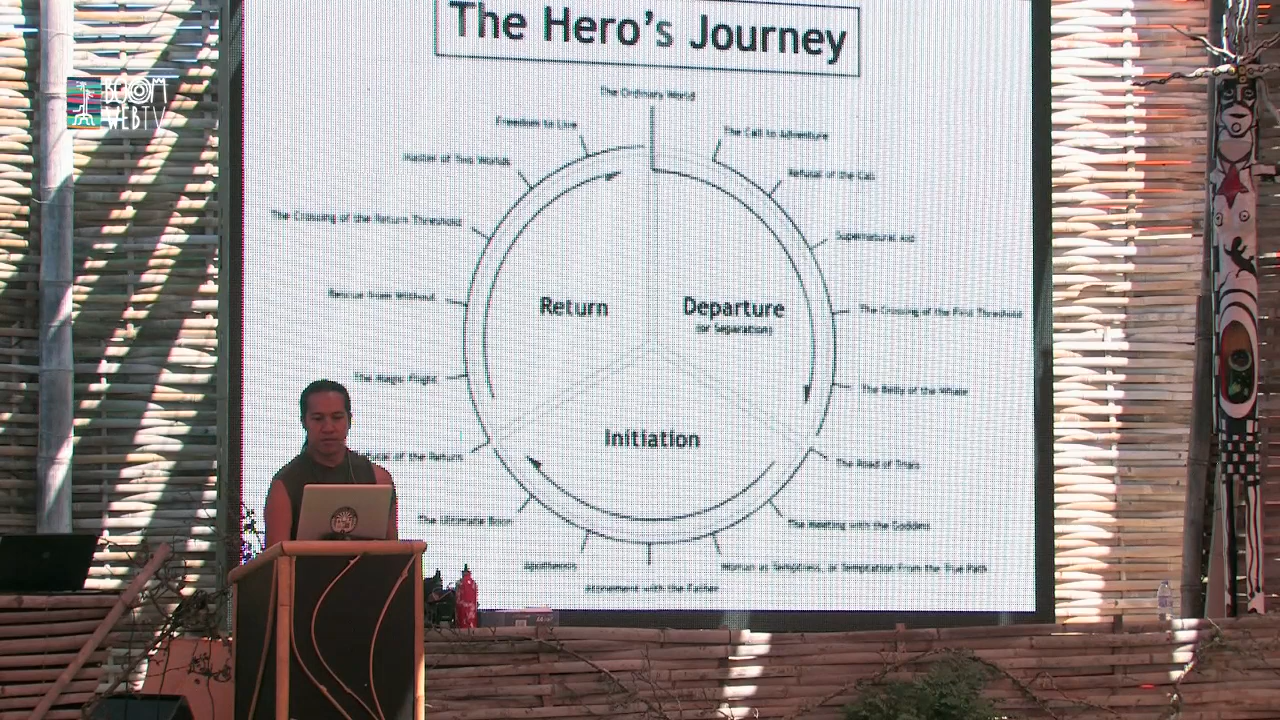 The Hero's Journey
BOOM
WEBTV
The Ordinary World
Freedom to Live
The Call to Adventure
Master of Two Worlds
Refusal of the Call
The Crossing of the Return Threshold
Supernatural Aid
Rescue from Without
Return
Departure
(or Separation)
The Crossing of the First Threshold
The Magic Flight
The Belly of the Whale
Initiation
of the Return
The Road of Trials
The Ultimate Boon
The Meeting with the Goddess
Apotheosis
Woman as Temptress, or Temptation from the True Path
Atonement with the Father